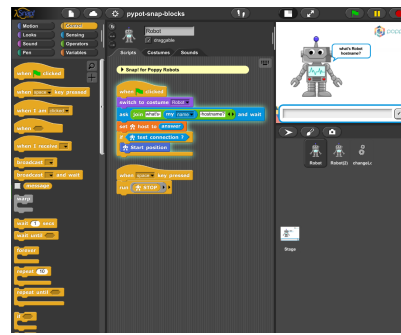 pypot-snap-blocks
Motion
Looks
Sound
Pen
Control
Sensing
Operators
Variables
when clicked
when space key pressed
when I am clicked
when
when I receive
broadcast
broadcast and wait
message
warp
wait 1 secs
wait until
forever
repeat 10
repeat until
if
Robot
draggable
Scripts Costumes Sounds
Snap! for Poppy Robots
when clicked
switch to costume Robot
ask join what's my name hostname? and wait
set host to answer
if test connection ?
Start position
when space key pressed
run STOP
what's Robot hostname?
Robot Robot(2)
Stage